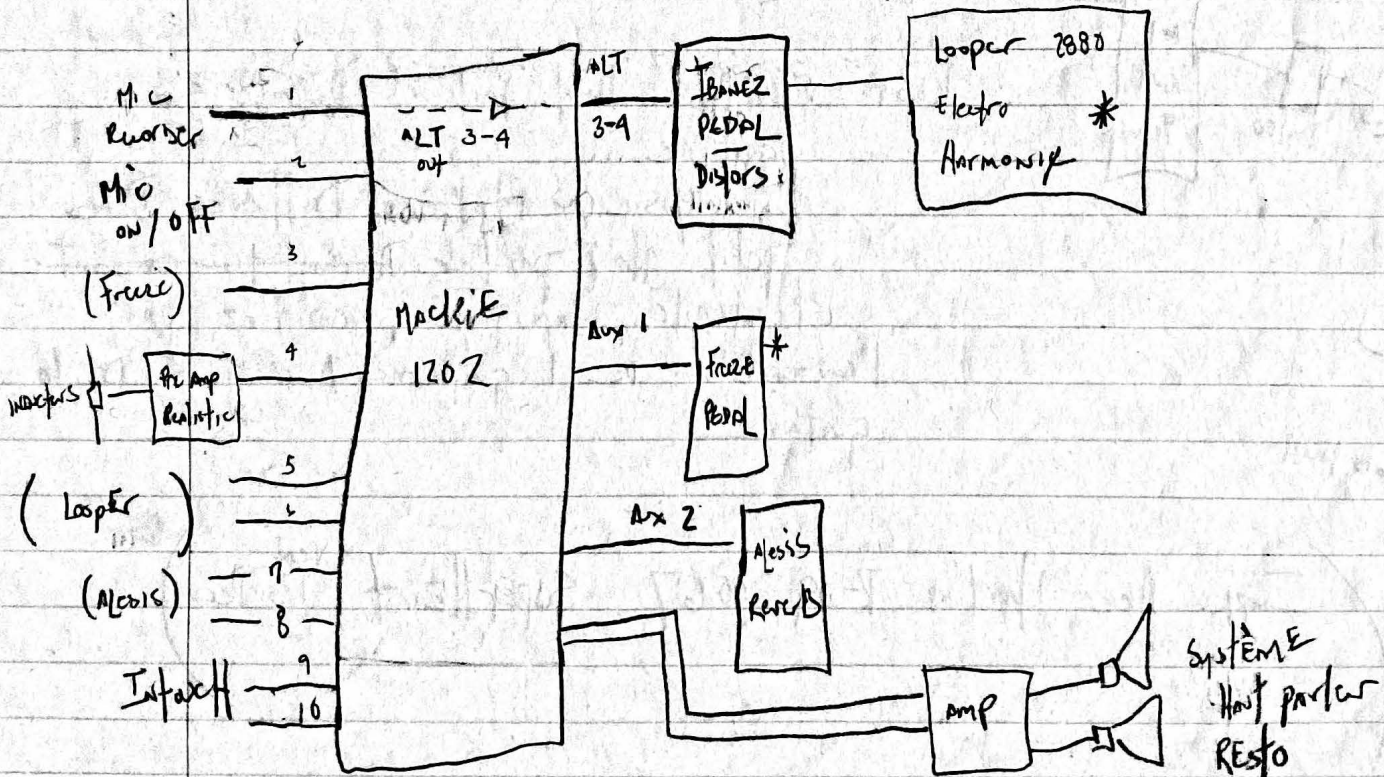 Mic
Recorder
1
ALT 3-4
out
ALT
3-4
IBANEZ
PEDAL
Distors.
Looper 2880
Electro *
HARMONIX
2
Mic
ON/OFF
3
(Freeze)
MACKIE
1202
Aux 1
Freeze *
PEDAL
4
INDUCTORS
Pre Amp
Realistic
5
6
(LOOPEr)
Aux 2
ALesis
ReverB
7
8
(ALESIS)
9
10
INTOUCH
AMP
SystÈmE
Haut parleur
REsto